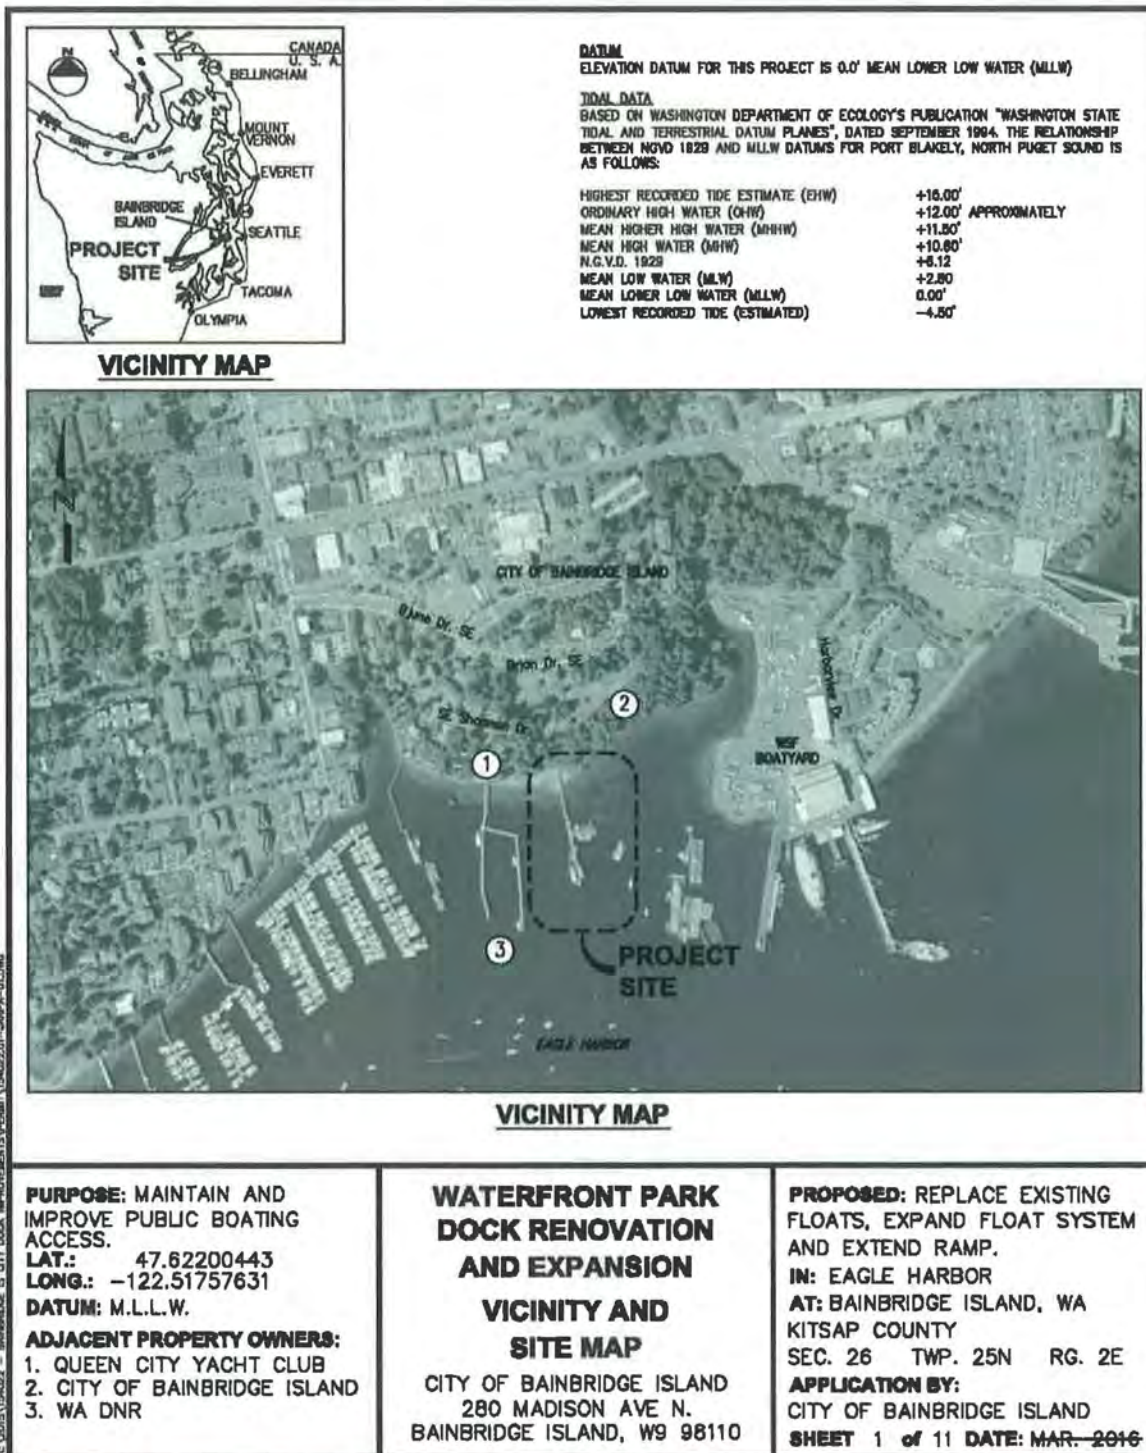 N
CANADA
U. S. A.
BELLINGHAM
MOUNT
VERNON
EVERETT
BAINBRIDGE
ISLAND
SEATTLE
PROJECT
SITE
TACOMA
OLYMPIA
VICINITY MAP
DATUM
ELEVATION DATUM FOR THIS PROJECT IS 0.0' MEAN LOWER LOW WATER (MLLW)
TIDAL DATA
BASED ON WASHINGTON DEPARTMENT OF ECOLOGY'S PUBLICATION "WASHINGTON STATE
TIDAL AND TERRESTRIAL DATUM PLANES", DATED SEPTEMBER 1994. THE RELATIONSHIP
BETWEEN NGVD 1929 AND MLLW DATUMS FOR PORT BLAKELY, NORTH PUGET SOUND IS
AS FOLLOWS:
HIGHEST RECORDED TIDE ESTIMATE (EHW) +15.00'
ORDINARY HIGH WATER (OHW) +12.00' APPROXIMATELY
MEAN HIGHER HIGH WATER (MHHW) +11.50'
MEAN HIGH WATER (MHW) +10.60'
N.G.V.D. 1929 +6.12
MEAN LOW WATER (MLW) +2.80
MEAN LOWER LOW WATER (MLLW) 0.00'
LOWEST RECORDED TIDE (ESTIMATED) -4.50'
CITY OF BAINBRIDGE ISLAND
Bjune Dr. SE
Brian Dr. SE
SE Shannon Dr.
Harborview Dr.
2
1
WSF
BOATYARD
3
PROJECT
SITE
EAGLE HARBOR
VICINITY MAP
PURPOSE: MAINTAIN AND
IMPROVE PUBLIC BOATING
ACCESS.
LAT.: 47.62200443
LONG.: -122.51757631
DATUM: M.L.L.W.
ADJACENT PROPERTY OWNERS:
1. QUEEN CITY YACHT CLUB
2. CITY OF BAINBRIDGE ISLAND
3. WA DNR
WATERFRONT PARK
DOCK RENOVATION
AND EXPANSION
VICINITY AND
SITE MAP
CITY OF BAINBRIDGE ISLAND
280 MADISON AVE N.
BAINBRIDGE ISLAND, W9 98110
PROPOSED: REPLACE EXISTING
FLOATS, EXPAND FLOAT SYSTEM
AND EXTEND RAMP.
IN: EAGLE HARBOR
AT: BAINBRIDGE ISLAND, WA
KITSAP COUNTY
SEC. 26 TWP. 25N RG. 2E
APPLICATION BY:
CITY OF BAINBRIDGE ISLAND
SHEET 1 of 11 DATE: MAR 2016